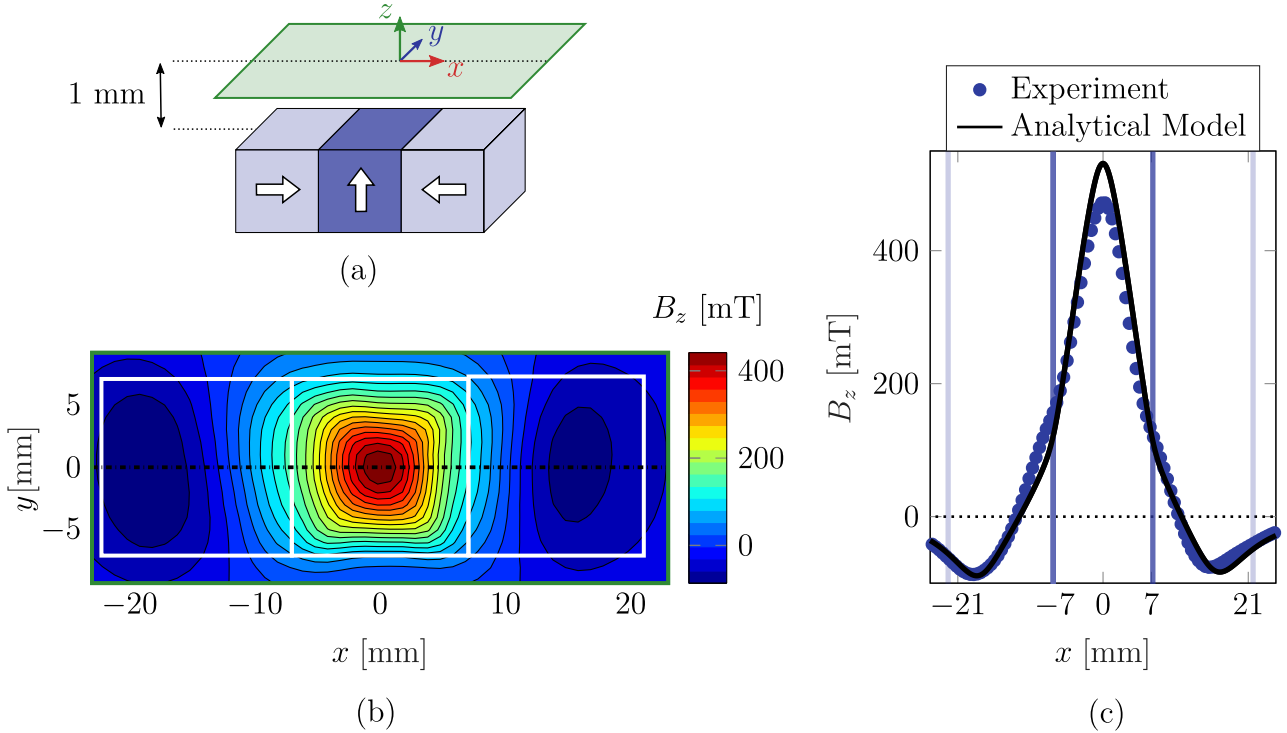 z
y
x
1 mm
(a)
B_z [mT]
5
0
−5
y[mm]
−20
−10
0
10
20
x [mm]
400
200
0
(b)
Experiment
Analytical Model
400
200
0
B_z [mT]
−21
−7
0
7
21
x [mm]
(c)